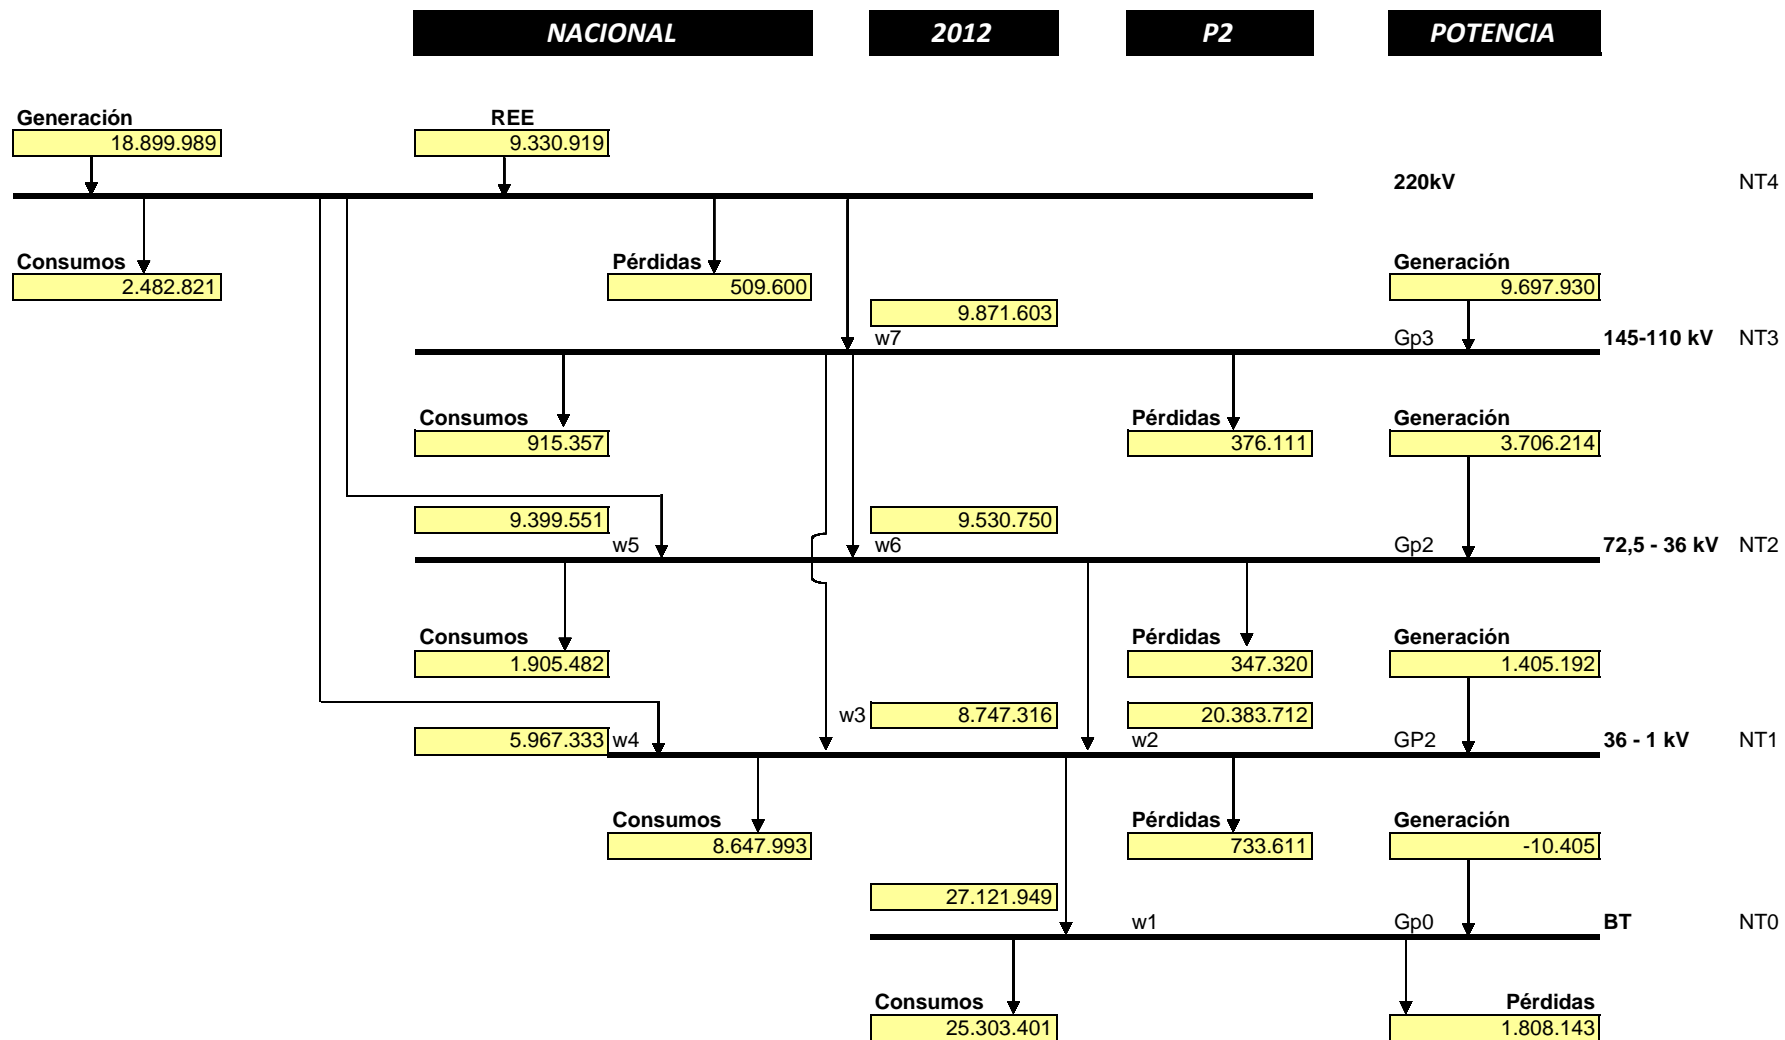 NACIONAL 2012 P2 POTENCIA
Generación REE
18.899.989 9.330.919
220kV NT4
Consumos Pérdidas Generación
2.482.821 509.600 9.697.930
9.871.603
w7 Gp3 145-110 kV NT3
Consumos Pérdidas Generación
915.357 376.111 3.706.214
9.399.551 9.530.750
w5 w6 Gp2 72,5 - 36 kV NT2
Consumos Pérdidas Generación
1.905.482 347.320 1.405.192
w3 8.747.316 20.383.712
5.967.333 w4 w2 GP2 36 - 1 kV NT1
Consumos Pérdidas Generación
8.647.993 733.611 -10.405
27.121.949
w1 Gp0 BT NT0
Consumos Pérdidas
25.303.401 1.808.143